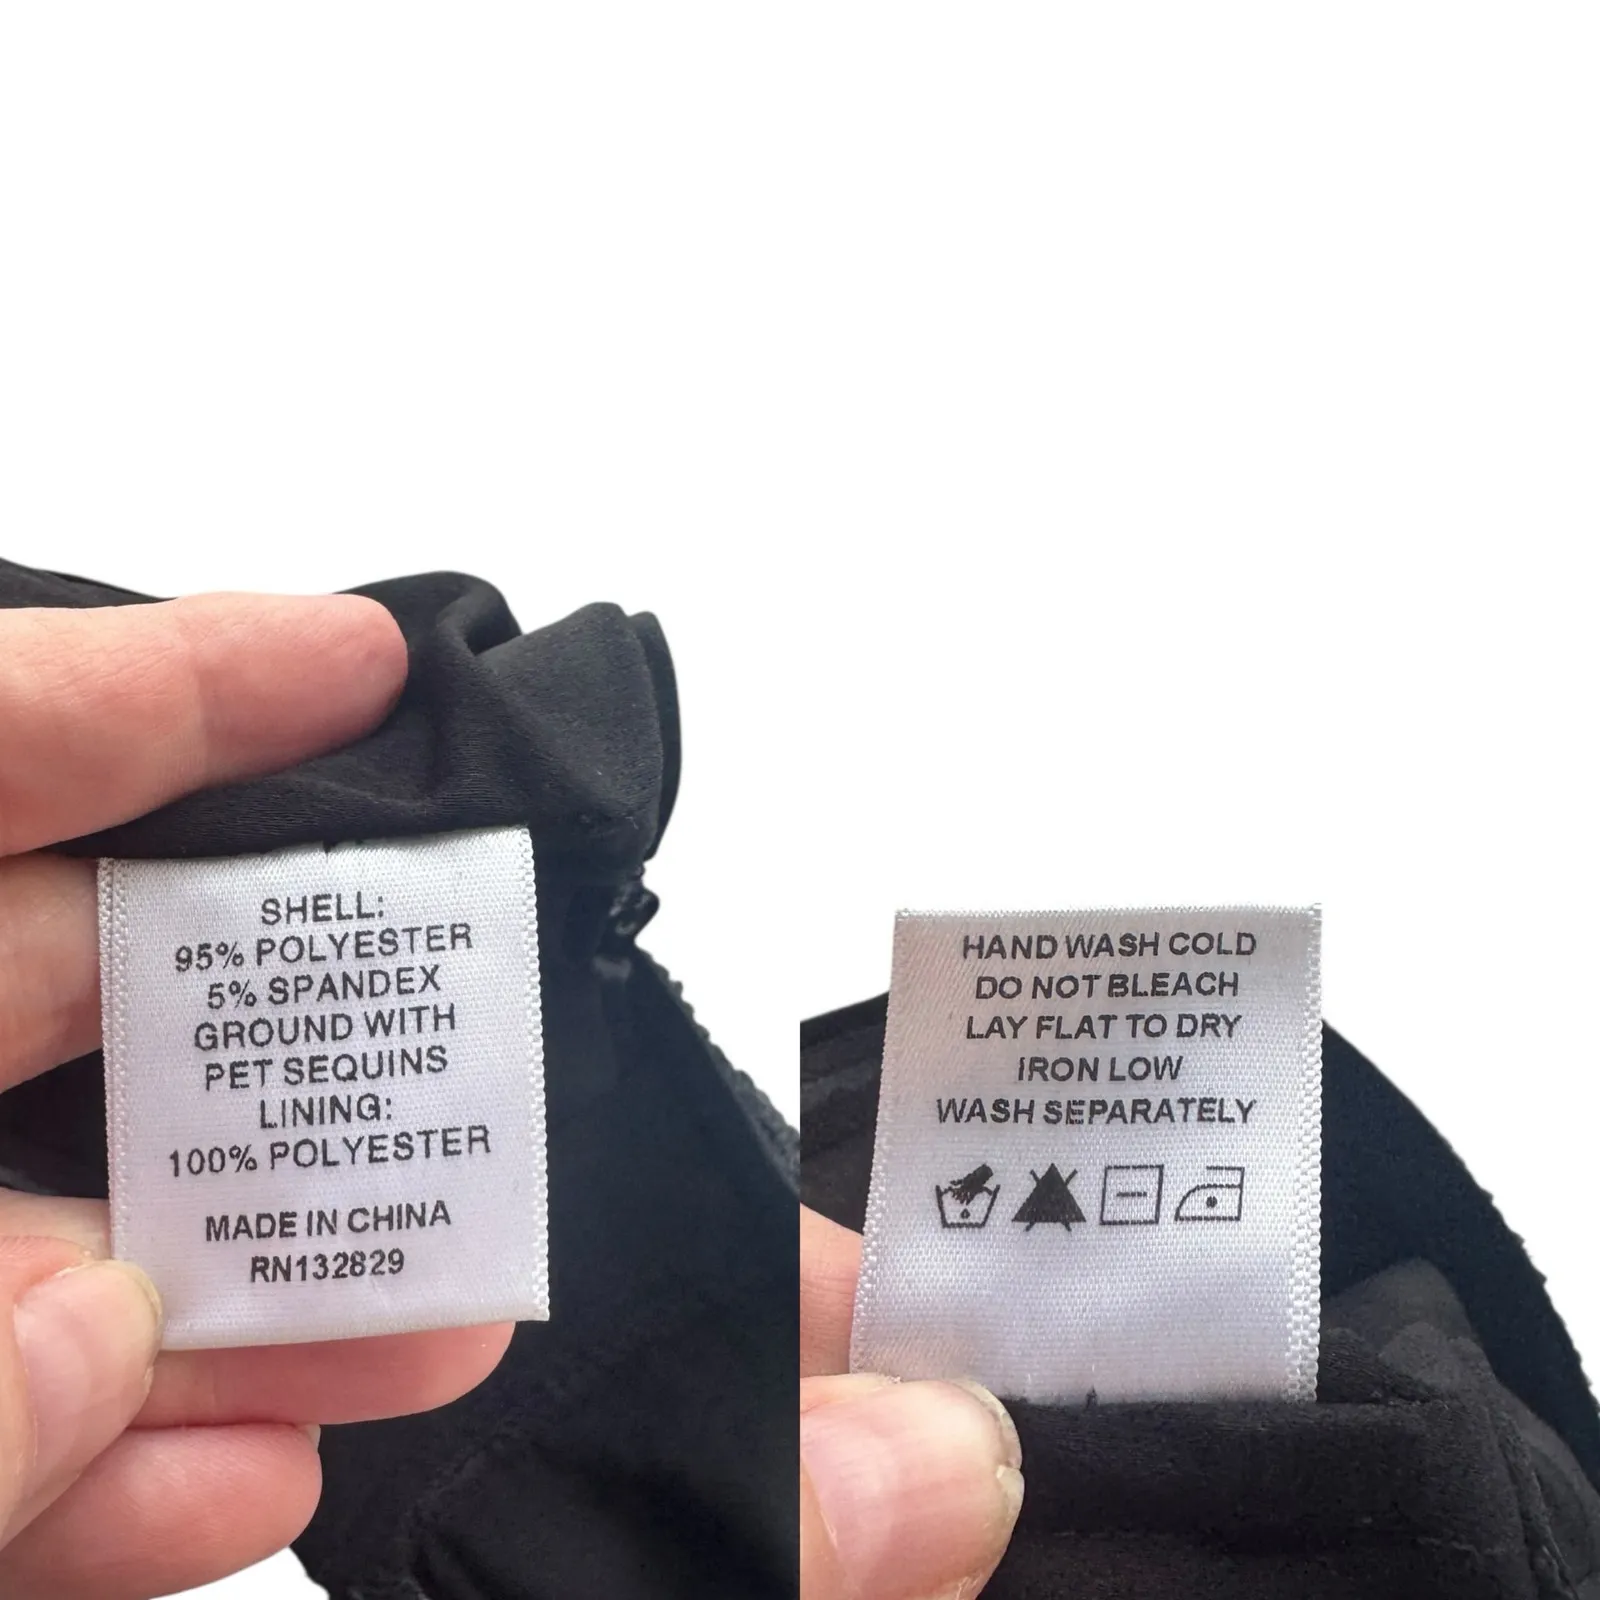 SHELL:
95% POLYESTER
5% SPANDEX
GROUND WITH
PET SEQUINS
LINING:
100% POLYESTER
MADE IN CHINA
RN132829
HAND WASH COLD
DO NOT BLEACH
LAY FLAT TO DRY
IRON LOW
WASH SEPARATELY